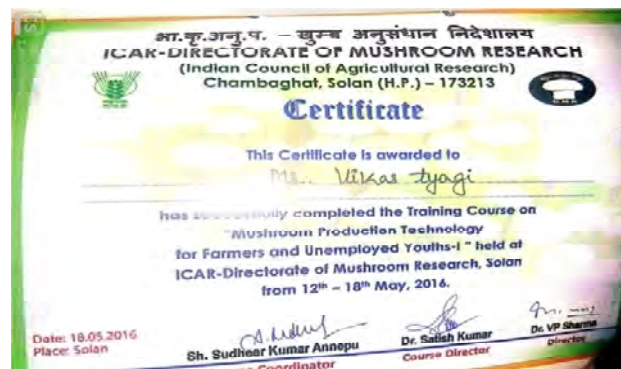 भा.कृ.अनु.प. – खुम्ब अनुसंधान निदेशालय
ICAR-DIRECTORATE OF MUSHROOM RESEARCH
(Indian Council of Agricultural Research)
Chambaghat, Solan (H.P.) – 173213
Certificate
This Certificate is awarded to
Vikas tyagi
has successfully completed the Training Course on
"Mushroom Production Technology
for Farmers and Unemployed Youths-I " held at
ICAR-Directorate of Mushroom Research, Solan
from 12th – 18th May, 2016.
Date: 18.05.2016
Place: Solan
Sh. Sudheer Kumar Annepu
Coordinator
Dr. Satish Kumar
Course Director
Dr. VP Sharma
Director